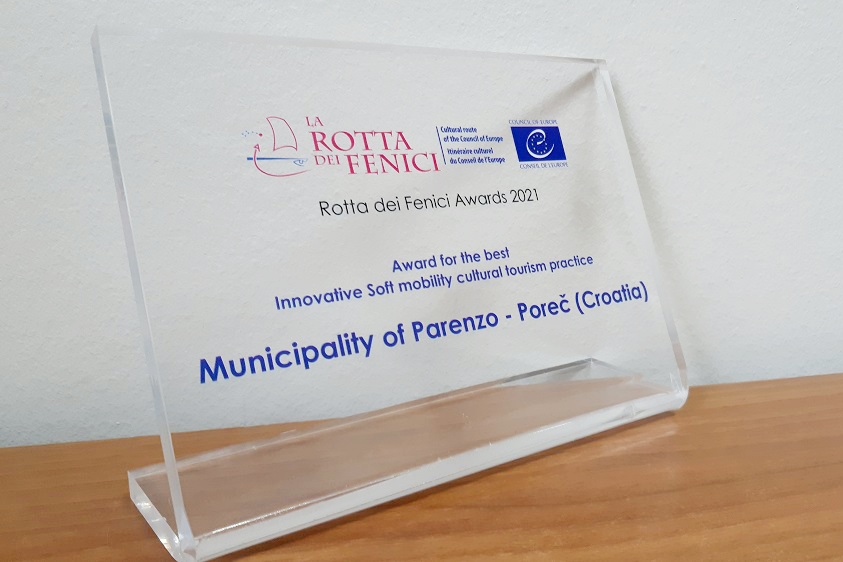 LA
ROTTA
DEI FENICI
Cultural route
of the Council of Europe
Itinéraire culturel
du Conseil de l'Europe
COUNCIL OF EUROPE
CONSEIL DE L'EUROPE
Rotta dei Fenici Awards 2021
Award for the best
Innovative Soft mobility cultural tourism practice
Municipality of Parenzo - Poreč (Croatia)